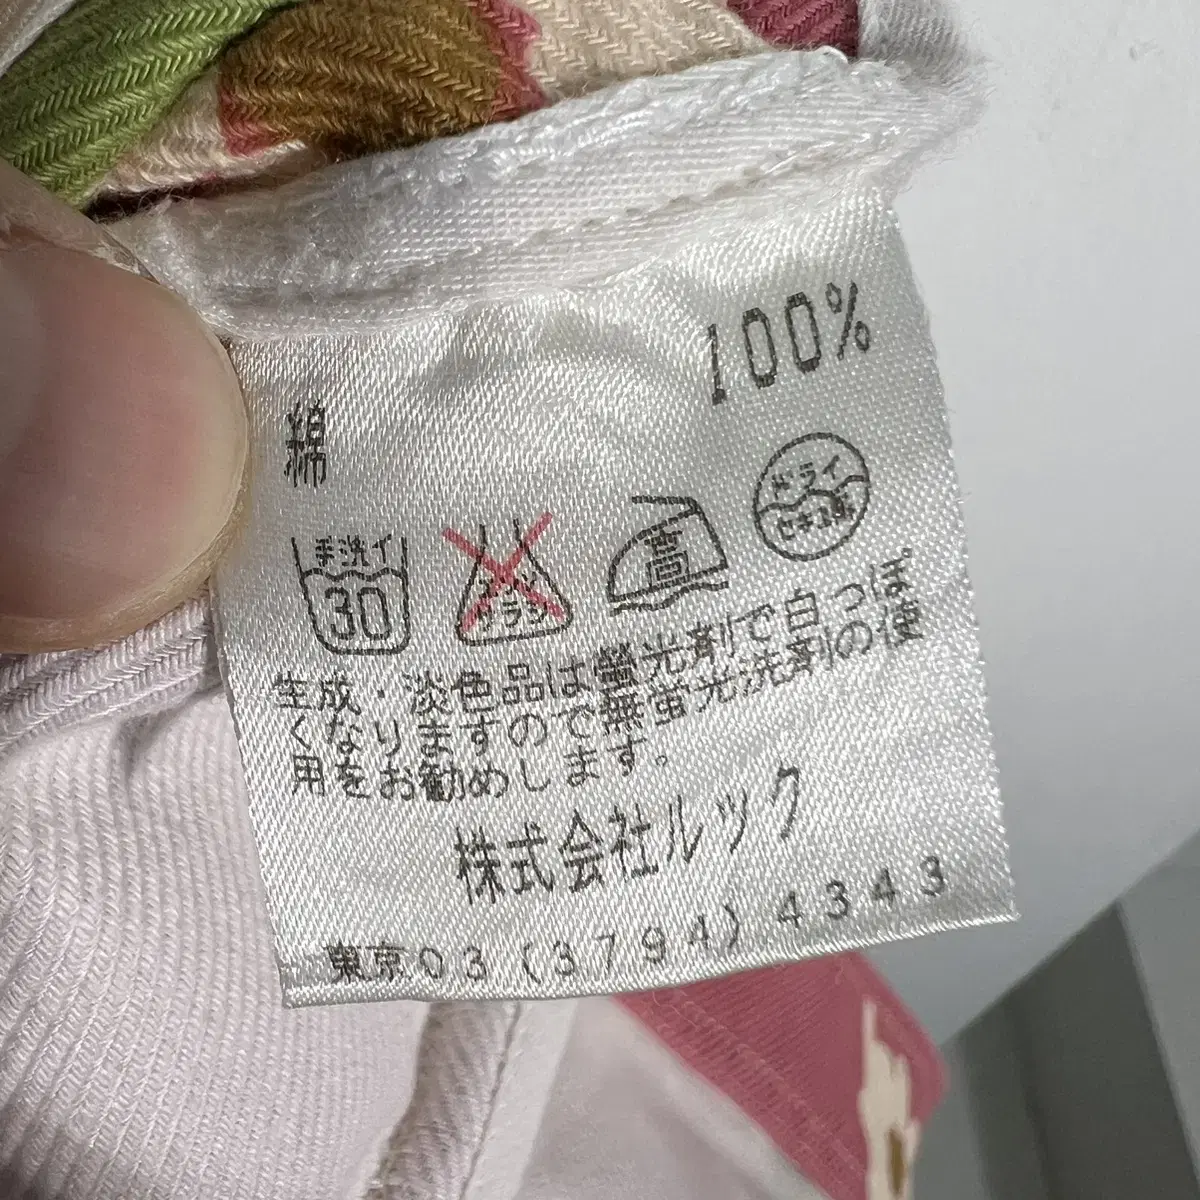 綿 100%
手洗イ
30
エンソ
サラシ
高
ドライ
セキユ系
生成・淡色品は蛍光剤で白っぽ
くなりますので無蛍光洗剤の使
用をお勧めします。
株式会社ルック
東京03(3794)4343